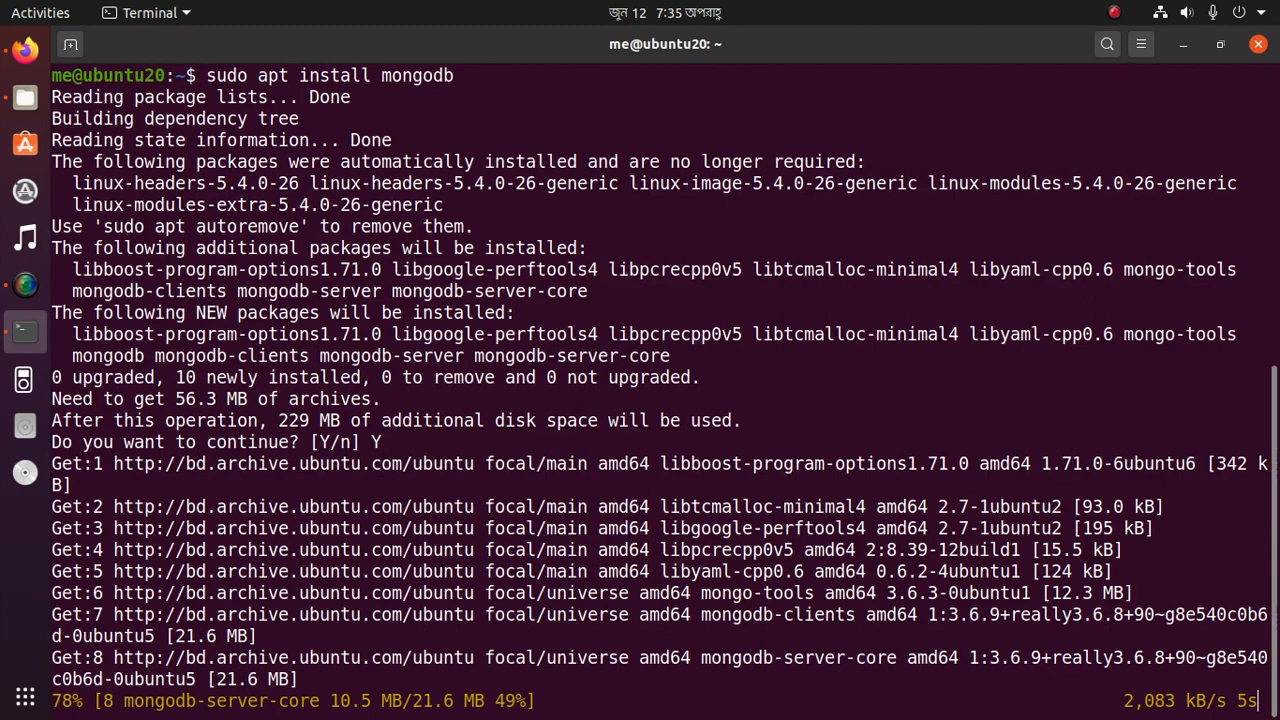 Activities
Terminal
জুন 12 7:35 অপরাহ্ণ
me@ubuntu20: ~
me@ubuntu20:~$ sudo apt install mongodb
Reading package lists... Done
Building dependency tree
Reading state information... Done
The following packages were automatically installed and are no longer required:
linux-headers-5.4.0-26 linux-headers-5.4.0-26-generic linux-image-5.4.0-26-generic linux-modules-5.4.0-26-generic
linux-modules-extra-5.4.0-26-generic
Use 'sudo apt autoremove' to remove them.
The following additional packages will be installed:
libboost-program-options1.71.0 libgoogle-perftools4 libpcrecpp0v5 libtcmalloc-minimal4 libyaml-cpp0.6 mongo-tools
mongodb-clients mongodb-server mongodb-server-core
The following NEW packages will be installed:
libboost-program-options1.71.0 libgoogle-perftools4 libpcrecpp0v5 libtcmalloc-minimal4 libyaml-cpp0.6 mongo-tools
mongodb mongodb-clients mongodb-server mongodb-server-core
0 upgraded, 10 newly installed, 0 to remove and 0 not upgraded.
Need to get 56.3 MB of archives.
After this operation, 229 MB of additional disk space will be used.
Do you want to continue? [Y/n] Y
Get:1 http://bd.archive.ubuntu.com/ubuntu focal/main amd64 libboost-program-options1.71.0 amd64 1.71.0-6ubuntu6 [342 k
B]
Get:2 http://bd.archive.ubuntu.com/ubuntu focal/main amd64 libtcmalloc-minimal4 amd64 2.7-1ubuntu2 [93.0 kB]
Get:3 http://bd.archive.ubuntu.com/ubuntu focal/main amd64 libgoogle-perftools4 amd64 2.7-1ubuntu2 [195 kB]
Get:4 http://bd.archive.ubuntu.com/ubuntu focal/main amd64 libpcrecpp0v5 amd64 2:8.39-12build1 [15.5 kB]
Get:5 http://bd.archive.ubuntu.com/ubuntu focal/main amd64 libyaml-cpp0.6 amd64 0.6.2-4ubuntu1 [124 kB]
Get:6 http://bd.archive.ubuntu.com/ubuntu focal/universe amd64 mongo-tools amd64 3.6.3-0ubuntu1 [12.3 MB]
Get:7 http://bd.archive.ubuntu.com/ubuntu focal/universe amd64 mongodb-clients amd64 1:3.6.9+really3.6.8+90~g8e540c0b6
d-0ubuntu5 [21.6 MB]
Get:8 http://bd.archive.ubuntu.com/ubuntu focal/universe amd64 mongodb-server-core amd64 1:3.6.9+really3.6.8+90~g8e540
c0b6d-0ubuntu5 [21.6 MB]
78% [8 mongodb-server-core 10.5 MB/21.6 MB 49%] 2,083 kB/s 5s